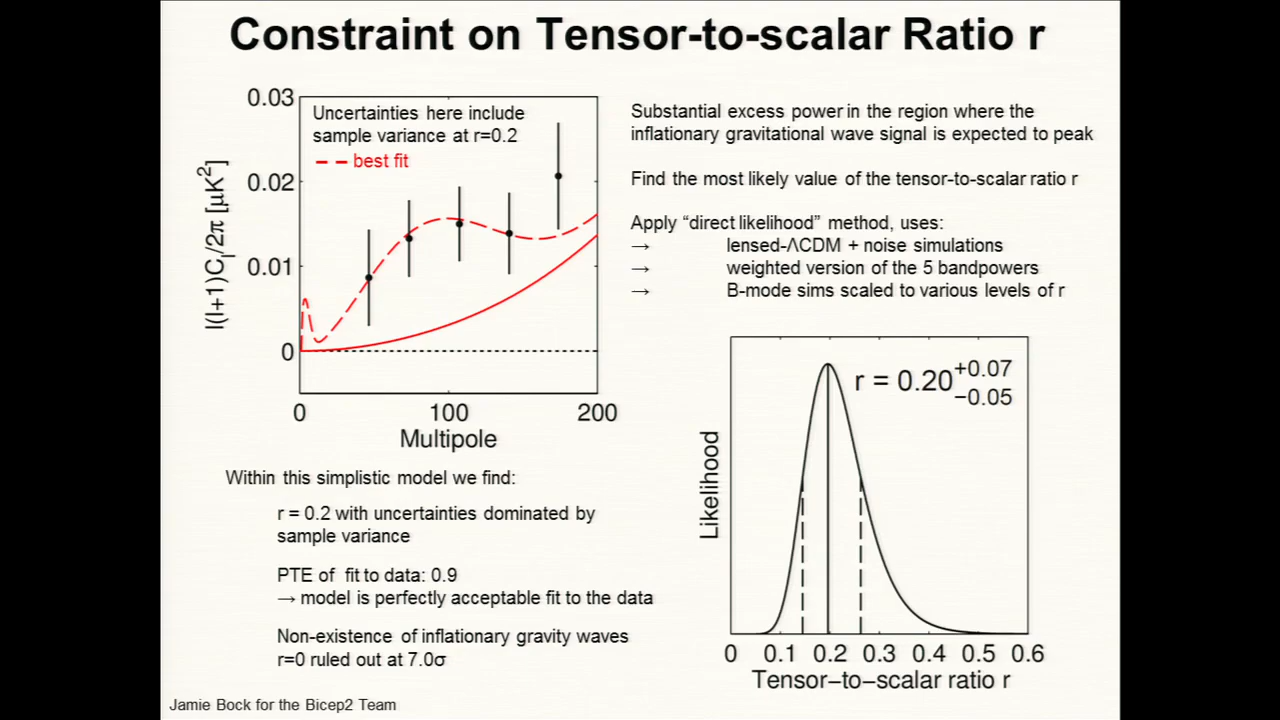 Constraint on Tensor-to-scalar Ratio r
Uncertainties here include
sample variance at r=0.2
best fit
0.03
0.02
0.01
0
l(l+1)Cl/2π [μK²]
0 100 200
Multipole
Substantial excess power in the region where the
inflationary gravitational wave signal is expected to peak
Find the most likely value of the tensor-to-scalar ratio r
Apply “direct likelihood” method, uses:
→ lensed-ΛCDM + noise simulations
→ weighted version of the 5 bandpowers
→ B-mode sims scaled to various levels of r
Within this simplistic model we find:
r = 0.2 with uncertainties dominated by
sample variance
PTE of fit to data: 0.9
→ model is perfectly acceptable fit to the data
Non-existence of inflationary gravity waves
r=0 ruled out at 7.0σ
r = 0.20 +0.07
−0.05
Likelihood
0 0.1 0.2 0.3 0.4 0.5 0.6
Tensor−to−scalar ratio r
Jamie Bock for the Bicep2 Team